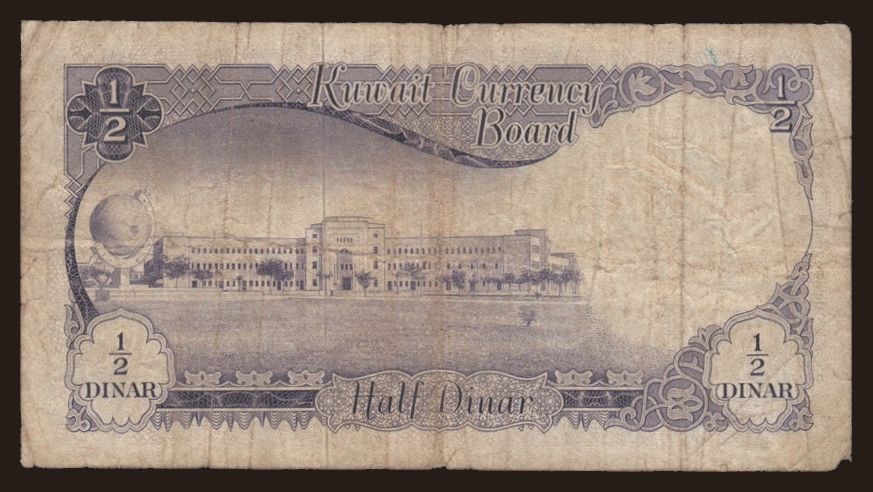 1/2
Kuwait Currency
Board
1/2
1/2
DINAR
Half Dinar
1/2
DINAR